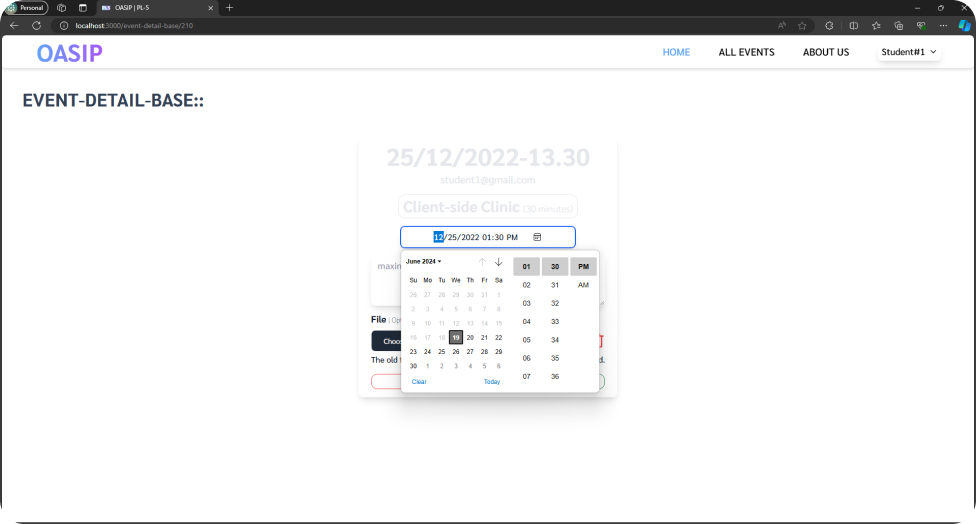 Personal
OASIP | PL-5
localhost:3000/event-detail-base/210
OASIP
HOME ALL EVENTS ABOUT US Student#1
EVENT-DETAIL-BASE::
25/12/2022-13.30
student1@gmail.com
Client-side Clinic (30 minutes)
12/25/2022 01:30 PM
June 2024
Su Mo Tu We Th Fr Sa
26 27 28 29 30 31 1
2 3 4 5 6 7 8
9 10 11 12 13 14 15
16 17 18 19 20 21 22
23 24 25 26 27 28 29
30 1 2 3 4 5 6
Clear Today
01 30 PM
02 31 AM
03 32
04 33
05 34
06 35
07 36
maxin
File | Op
Choo
The old
d.